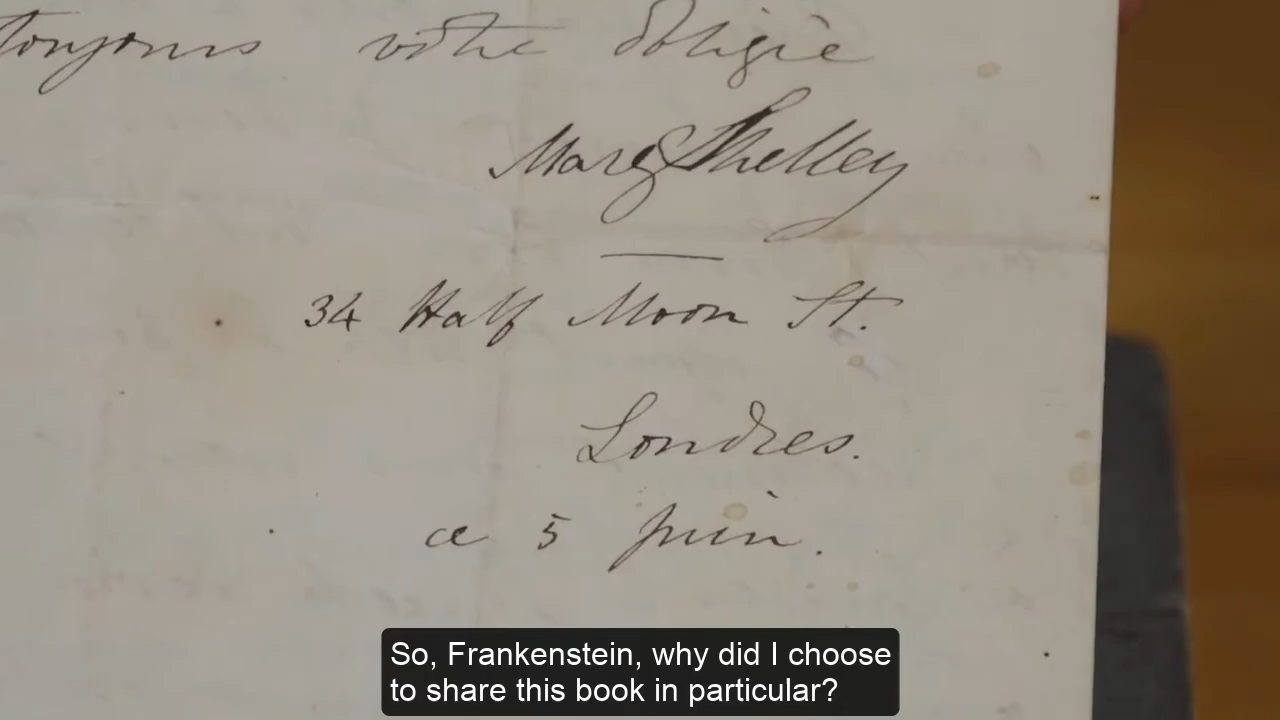 toujours votre obligée
Mary Shelley
34 Half Moon St.
Londres.
ce 5 juin.
So, Frankenstein, why did I choose
to share this book in particular?